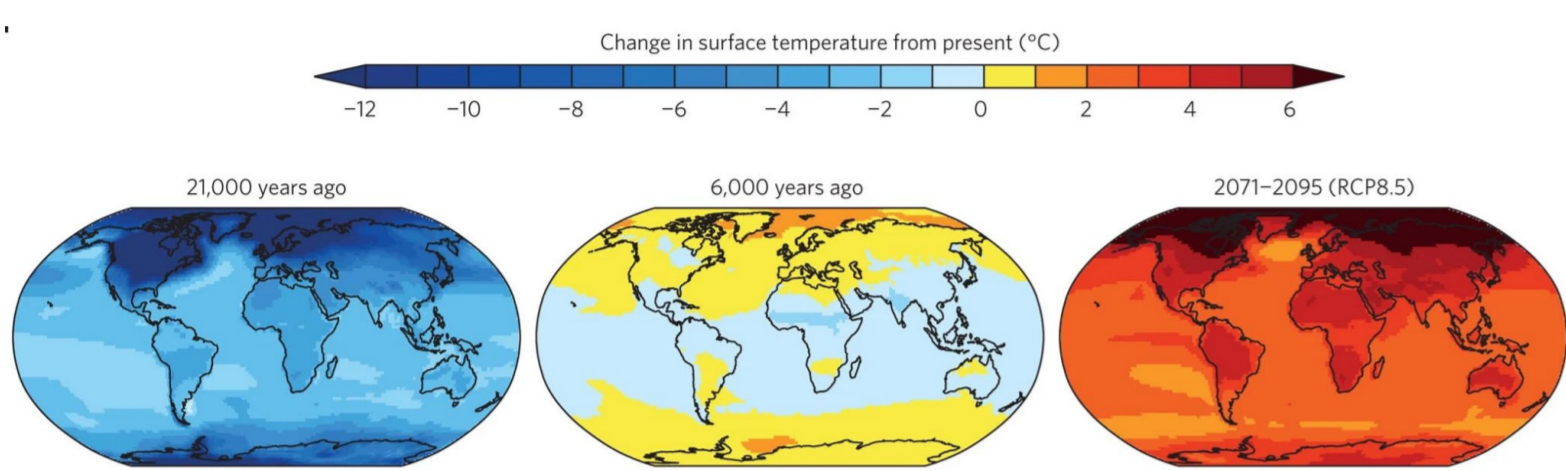 Change in surface temperature from present (°C)
−12 −10 −8 −6 −4 −2 0 2 4 6
21,000 years ago 6,000 years ago 2071–2095 (RCP8.5)